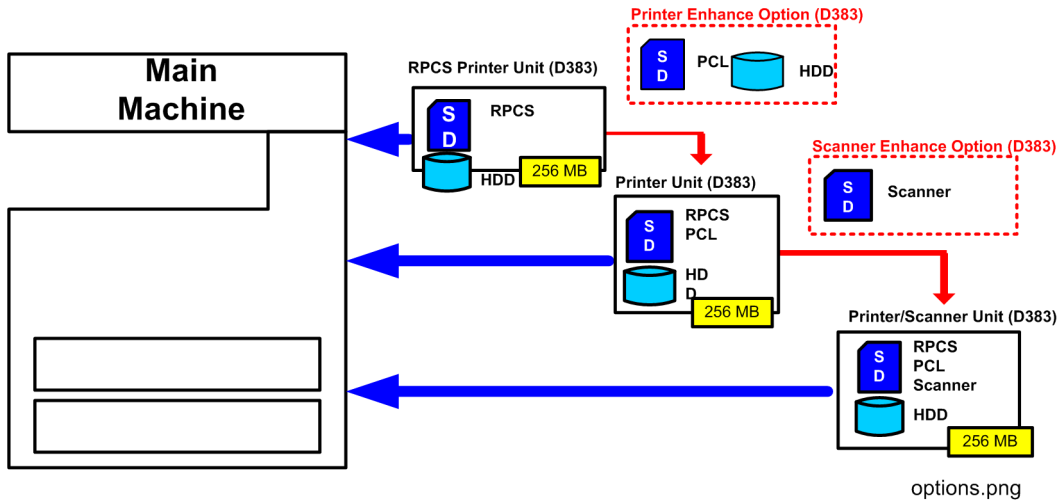 Printer Enhance Option (D383)
S
D
PCL
HDD
Main
Machine
RPCS Printer Unit (D383)
S
D
RPCS
HDD
256 MB
Scanner Enhance Option (D383)
S
D
Scanner
Printer Unit (D383)
S
D
RPCS
PCL
HD
D
256 MB
Printer/Scanner Unit (D383)
S
D
RPCS
PCL
Scanner
HDD
256 MB
options.png